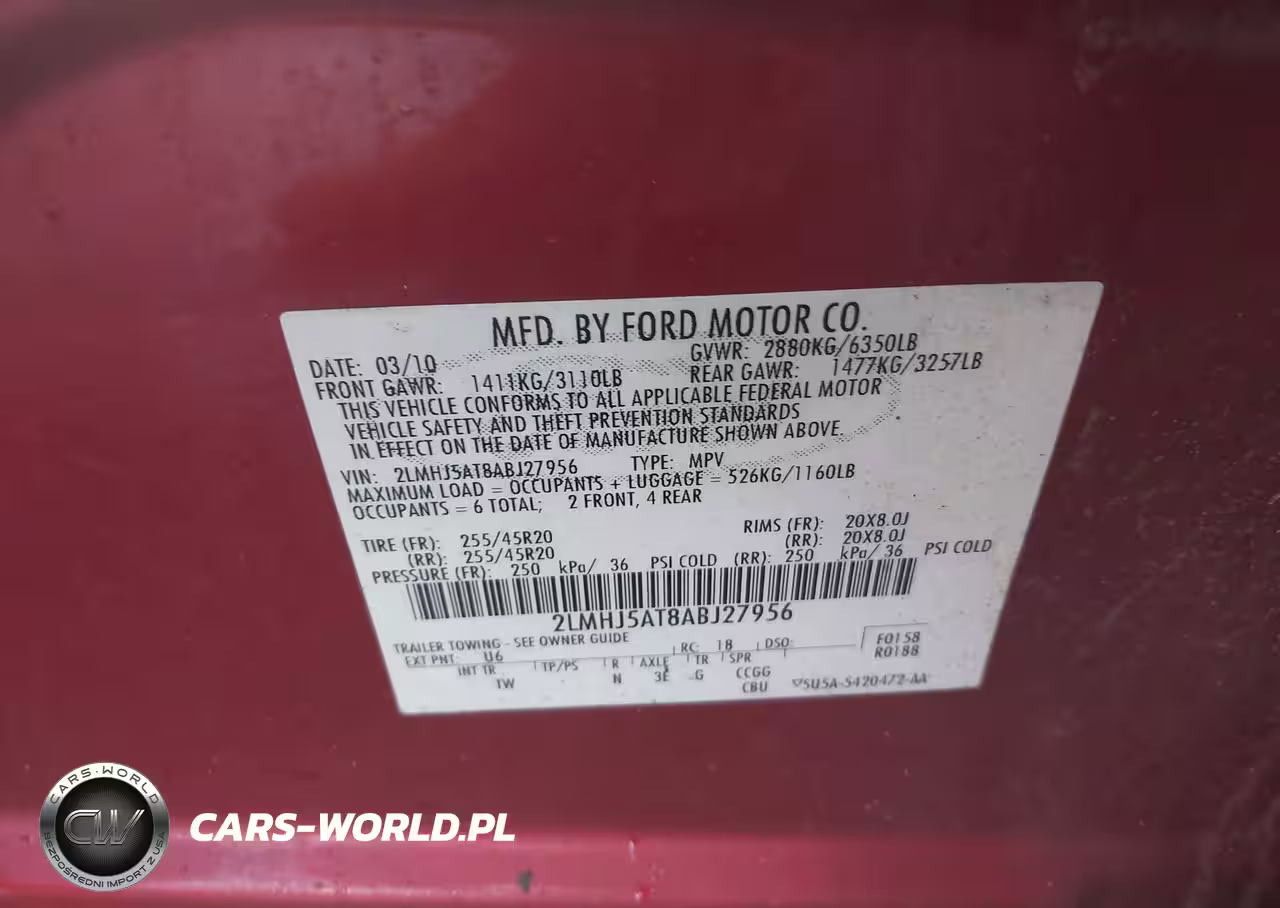 MFD. BY FORD MOTOR CO.
DATE: 03/10 GVWR: 2880KG/6350LB
FRONT GAWR: 1411KG/3110LB REAR GAWR: 1477KG/3257LB
THIS VEHICLE CONFORMS TO ALL APPLICABLE FEDERAL MOTOR
VEHICLE SAFETY AND THEFT PREVENTION STANDARDS
IN EFFECT ON THE DATE OF MANUFACTURE SHOWN ABOVE.
VIN: 2LMHJ5AT8ABJ27956 TYPE: MPV
MAXIMUM LOAD = OCCUPANTS + LUGGAGE = 526KG/1160LB
OCCUPANTS = 6 TOTAL; 2 FRONT, 4 REAR
TIRE (FR): 255/45R20 RIMS (FR): 20X8.0J
(RR): 255/45R20 (RR): 20X8.0J
PRESSURE (FR): 250 kPa/ 36 PSI COLD (RR): 250 kPa/ 36 PSI COLD
2LMHJ5AT8ABJ27956
TRAILER TOWING - SEE OWNER GUIDE
EXT PNT: U6 RC: 18 DSO: F0158
R0188
INT TR TP/PS R AXLE TR SPR
TW N 3E G CCGG
CBU 5U5A-5420472-AA
CARS-WORLD
CW
BEZPOŚREDNI IMPORT Z USA
CARS-WORLD.PL